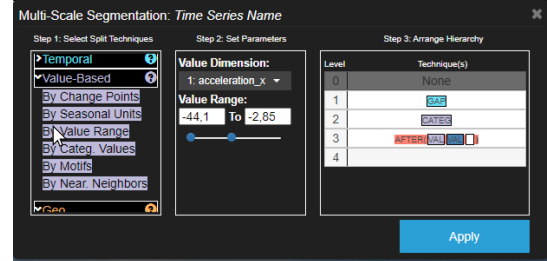 Multi-Scale Segmentation: Time Series Name
Step 1: Select Split Techniques
Step 2: Set Parameters
Step 3: Arrange Hierarchy
Temporal ?
Value-Based ?
By Change Points
By Seasonal Units
By Value Range
By Categ. Values
By Motifs
By Near. Neighbors
Geo ?
Value Dimension:
1: acceleration_x
Value Range:
-44,1 To -2,85
Level Technique(s)
0 None
1 GAP
2 CATEG
3 AFTER(VAL VAL )
4
Apply